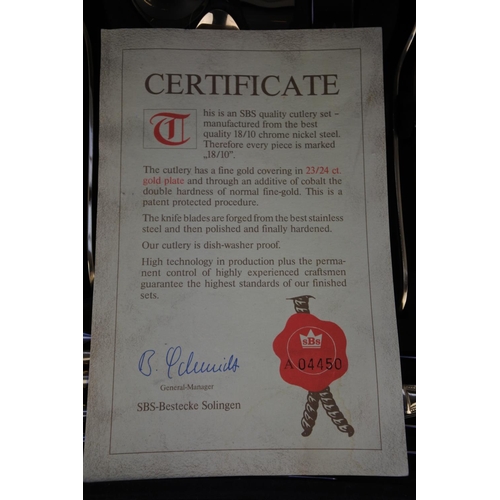 CERTIFICATE
This is an SBS quality cutlery set –
manufactured from the best
quality 18/10 chrome nickel steel.
Therefore every piece is marked
„18/10”.
The cutlery has a fine gold covering in 23/24 ct.
gold plate and through an additive of cobalt the
double hardness of normal fine-gold. This is a
patent protected procedure.
The knife blades are forged from the best stainless
steel and then polished and finally hardened.
Our cutlery is dish-washer proof.
High technology in production plus the perma-
nent control of highly experienced craftsmen
guarantee the highest standards of our finished
sets.
sBs
A 04450
B. Schmidt
General-Manager
SBS-Bestecke Solingen